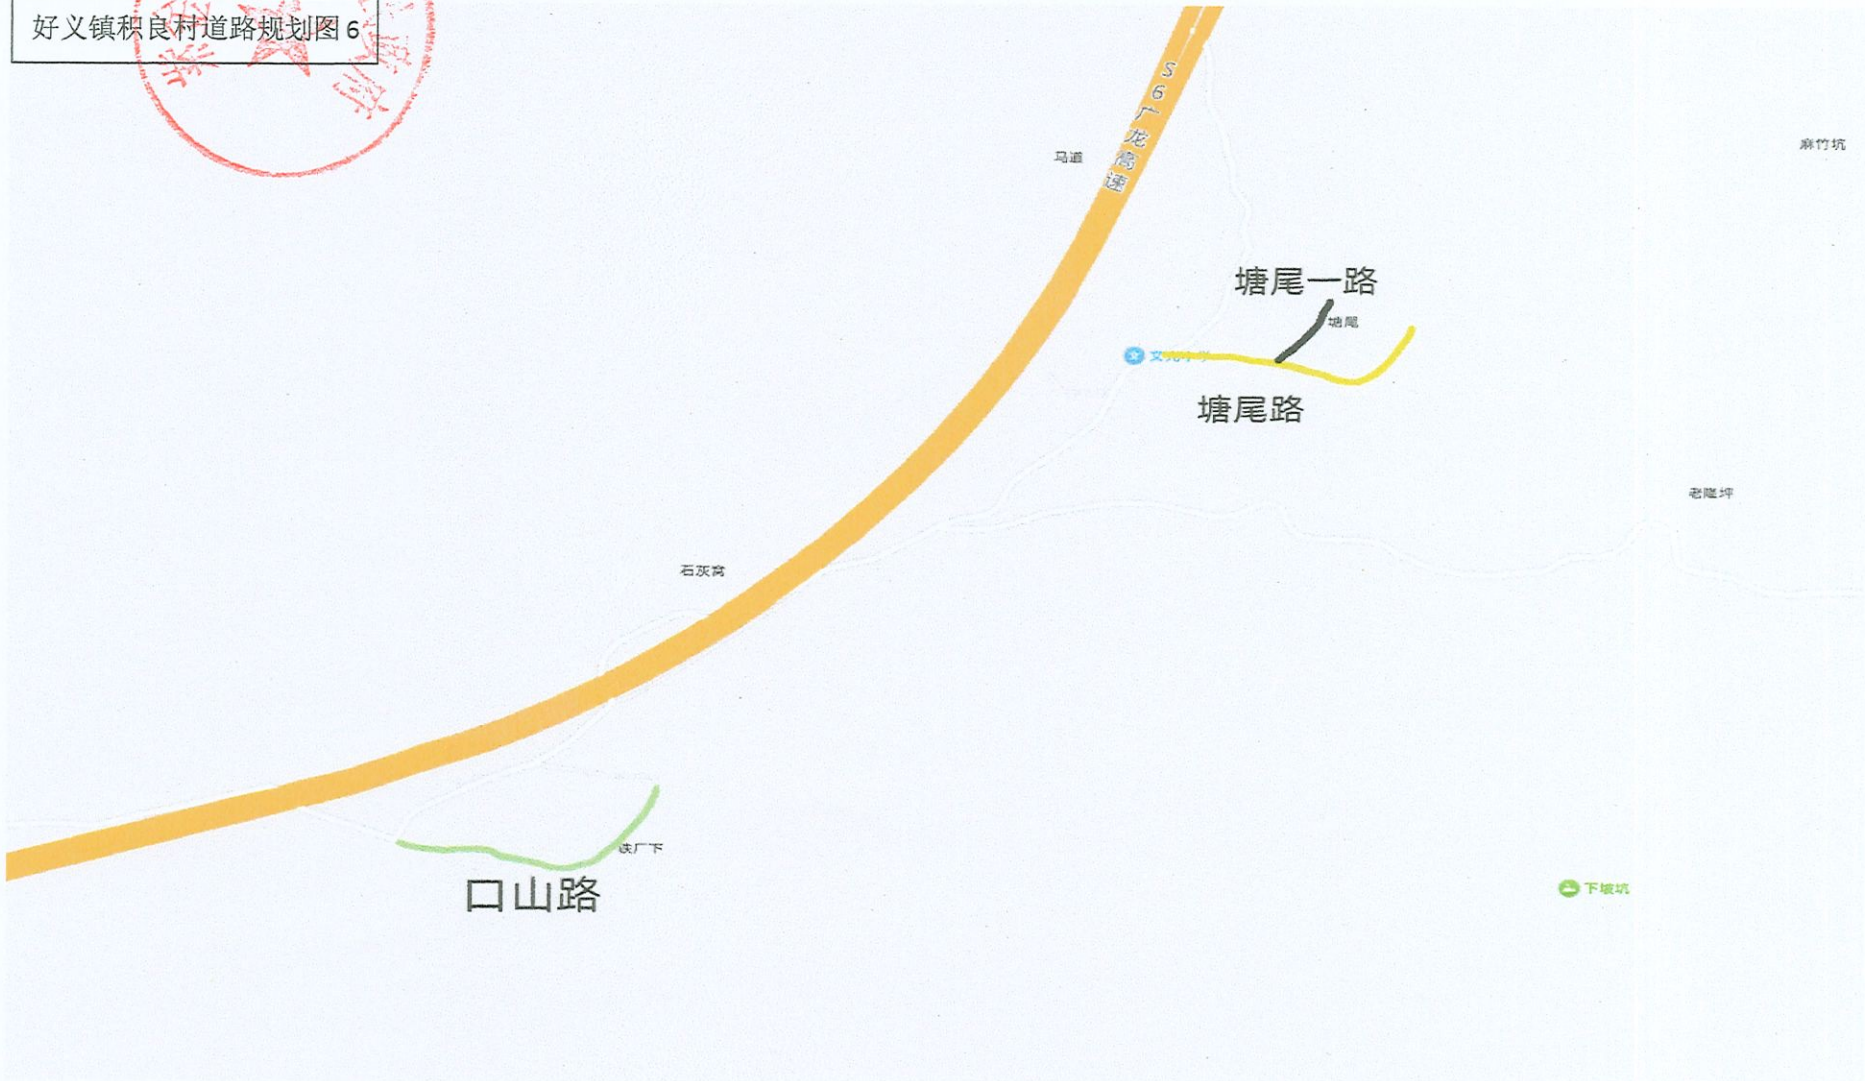 好义镇积良村道路规划图6
S6广龙高速
马道
麻竹坑
塘尾一路
塘尾
塘尾路
老隆坪
石灰窝
铁厂下
口山路
下坡坑